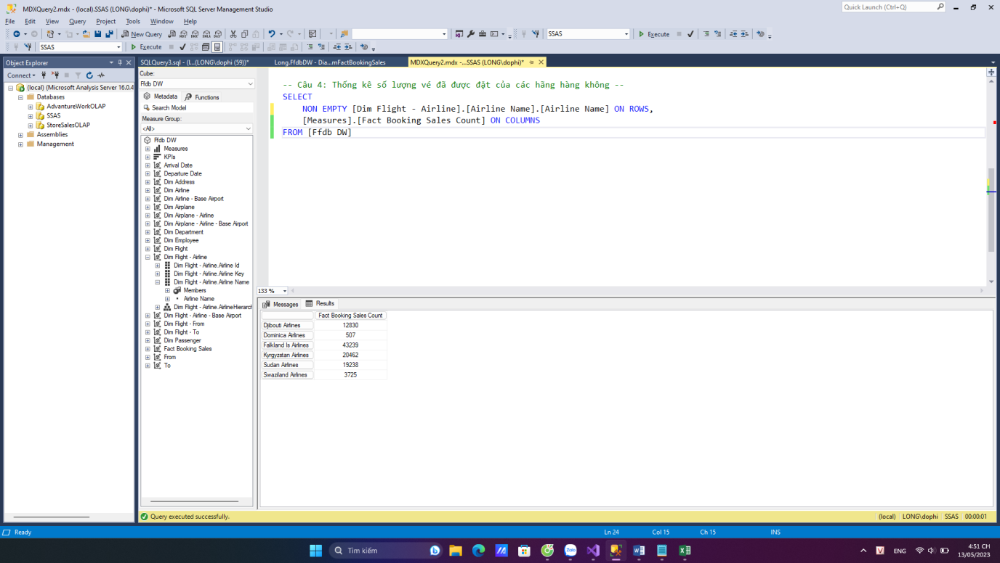 MDXQuery2.mdx - (local).SSAS (LONG\dophi)* - Microsoft SQL Server Management Studio
Quick Launch (Ctrl+Q)
File Edit View Query Project Tools Window Help
New Query SSAS Execute
SSAS Execute
Object Explorer
Connect
(local) (Microsoft Analysis Server 16.0.4
Databases
AdvantureWorkOLAP
SSAS
StoreSalesOLAP
Assemblies
Management
SQLQuery3.sql - (l...(LONG\dophi (59))* Long.FfdbDW - Dia...mFactBookingSales MDXQuery2.mdx -...SSAS (LONG\dophi)*
Cube:
Ffdb DW
Metadata Functions
Search Model
Measure Group:
<All>
Ffdb DW
Measures
KPIs
Arrival Date
Departure Date
Dim Address
Dim Airline
Dim Airline - Base Airport
Dim Airplane
Dim Airplane - Airline
Dim Airplane - Airline - Base Airport
Dim Department
Dim Employee
Dim Flight
Dim Flight - Airline
Dim Flight - Airline.Airline Id
Dim Flight - Airline.Airline Key
Dim Flight - Airline.Airline Name
Members
Airline Name
Dim Flight - Airline.AirlineHierarch
Dim Flight - Airline - Base Airport
Dim Flight - From
Dim Flight - To
Dim Passenger
Fact Booking Sales
From
To
-- Câu 4: Thống kê số lượng vé đã được đặt của các hãng hàng không --
SELECT
NON EMPTY [Dim Flight - Airline].[Airline Name].[Airline Name] ON ROWS,
[Measures].[Fact Booking Sales Count] ON COLUMNS
FROM [Ffdb DW]
133 %
Messages Results
Fact Booking Sales Count
Djibouti Airlines 12830
Dominica Airlines 507
Falkland Is Airlines 43239
Kyrgyzstan Airlines 20462
Sudan Airlines 19238
Swaziland Airlines 3725
Query executed successfully. (local) LONG\dophi SSAS 00:00:01
Ready Ln 24 Col 15 Ch 15 INS
Tìm kiếm
Zalo
V ENG
4:51 CH
13/05/2023